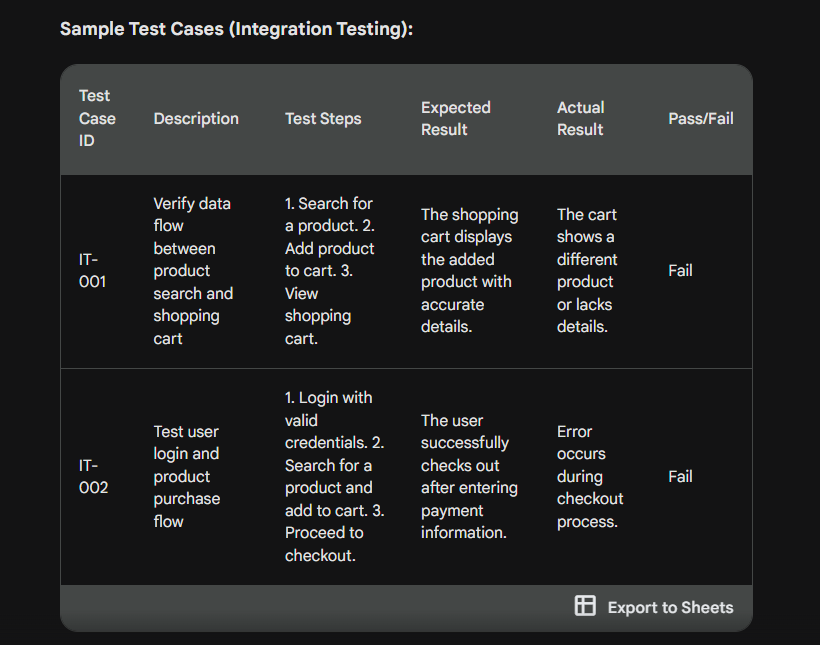 Sample Test Cases (Integration Testing):
Test
Case
ID
Description
Test Steps
Expected
Result
Actual
Result
Pass/Fail
IT-
001
Verify data
flow
between
product
search and
shopping
cart
1. Search for
a product. 2.
Add product
to cart. 3.
View
shopping
cart.
The shopping
cart displays
the added
product with
accurate
details.
The cart
shows a
different
product
or lacks
details.
Fail
IT-
002
Test user
login and
product
purchase
flow
1. Login with
valid
credentials. 2.
Search for a
product and
add to cart. 3.
Proceed to
checkout.
The user
successfully
checks out
after entering
payment
information.
Error
occurs
during
checkout
process.
Fail
Export to Sheets